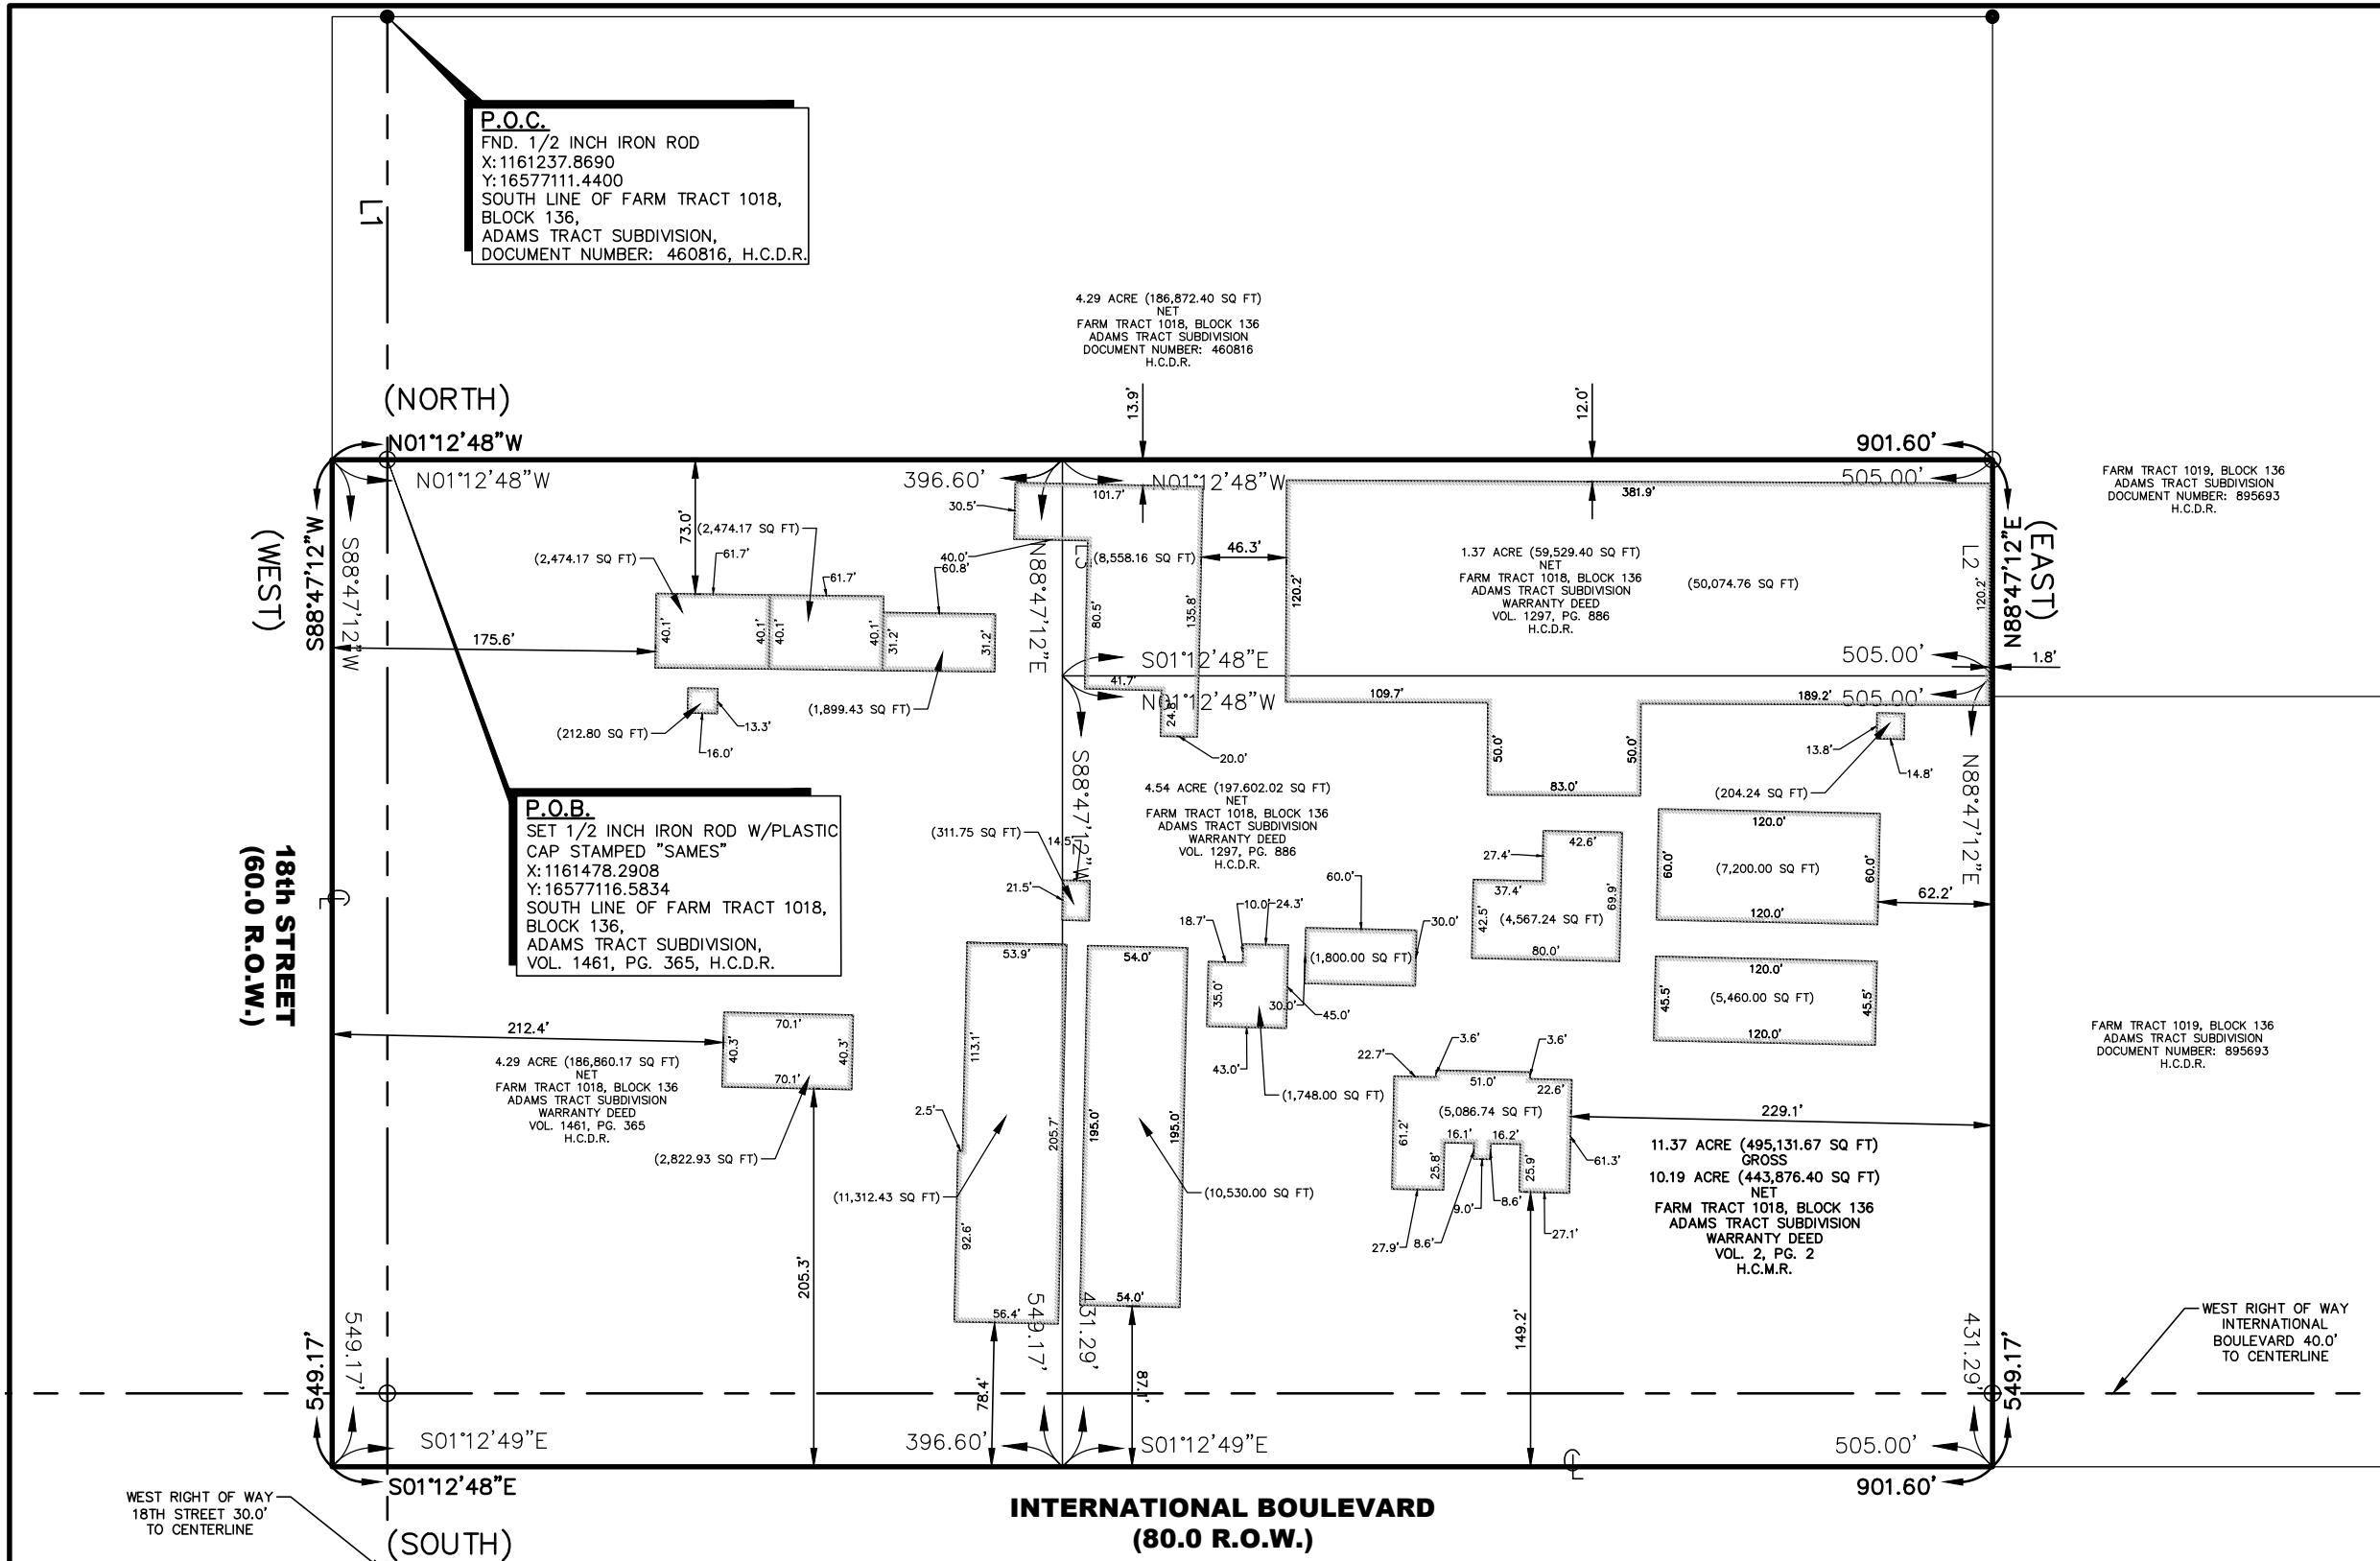 P.O.C.
FND. 1/2 INCH IRON ROD
X:1161237.8690
Y:16577111.4400
SOUTH LINE OF FARM TRACT 1018,
BLOCK 136,
ADAMS TRACT SUBDIVISION,
DOCUMENT NUMBER: 460816, H.C.D.R.
L1
4.29 ACRE (186,872.40 SQ FT)
NET
FARM TRACT 1018, BLOCK 136
ADAMS TRACT SUBDIVISION
DOCUMENT NUMBER: 460816
H.C.D.R.
(NORTH)
N01°12'48"W
13.9'
12.0'
901.60'
N01°12'48"W
396.60'
N01°12'48"W
505.00'
FARM TRACT 1019, BLOCK 136
ADAMS TRACT SUBDIVISION
DOCUMENT NUMBER: 895693
H.C.D.R.
(WEST)
S88°47'12"W
S88°47'12"W
73.0'
(2,474.17 SQ FT)
(2,474.17 SQ FT)
61.7'
61.7'
60.8'
40.0'
30.5'
101.7'
40.1'
40.1'
40.1'
40.1'
31.2'
31.2'
175.6'
(1,899.43 SQ FT)
(212.80 SQ FT)
13.3'
16.0'
N88°47'12"E
L3
(8,558.16 SQ FT)
80.5'
135.8'
46.3'
120.2'
381.9'
1.37 ACRE (59,529.40 SQ FT)
NET
FARM TRACT 1018, BLOCK 136
ADAMS TRACT SUBDIVISION
WARRANTY DEED
VOL. 1297, PG. 886
H.C.D.R.
(50,074.76 SQ FT)
L2
120.2'
N88°47'12"E
(EAST)
S01°12'48"E
505.00'
1.8'
41.7'
N01°12'48"W
24.8'
20.0'
109.7'
189.2'
505.00'
50.0'
50.0'
83.0'
13.8'
14.8'
(204.24 SQ FT)
N88°47'12"E
P.O.B.
SET 1/2 INCH IRON ROD W/PLASTIC
CAP STAMPED "SAMES"
X:1161478.2908
Y:16577116.5834
SOUTH LINE OF FARM TRACT 1018,
BLOCK 136,
ADAMS TRACT SUBDIVISION,
VOL. 1461, PG. 365, H.C.D.R.
18th STREET
(60.0 R.O.W.)
S88°47'12"W
4.54 ACRE (197.602.02 SQ FT)
NET
FARM TRACT 1018, BLOCK 136
ADAMS TRACT SUBDIVISION
WARRANTY DEED
VOL. 1297, PG. 886
H.C.D.R.
(311.75 SQ FT)
14.5'
21.5'
27.4'
42.6'
37.4'
42.5'
69.9'
(4,567.24 SQ FT)
80.0'
120.0'
60.0'
(7,200.00 SQ FT)
60.0'
120.0'
62.2'
120.0'
45.5'
(5,460.00 SQ FT)
45.5'
120.0'
60.0'
18.7'
10.0'
24.3'
30.0'
(1,800.00 SQ FT)
35.0'
30.0'
45.0'
43.0'
(1,748.00 SQ FT)
212.4'
70.1'
40.3'
40.3'
70.1'
4.29 ACRE (186,860.17 SQ FT)
NET
FARM TRACT 1018, BLOCK 136
ADAMS TRACT SUBDIVISION
WARRANTY DEED
VOL. 1461, PG. 365
H.C.D.R.
(2,822.93 SQ FT)
53.9'
113.1'
2.5'
205.7'
(11,312.43 SQ FT)
92.6'
56.4'
54.0'
195.0'
195.0'
(10,530.00 SQ FT)
54.0'
22.7'
3.6'
3.6'
51.0'
22.6'
(5,086.74 SQ FT)
61.2'
16.1'
16.2'
25.8'
25.9'
61.3'
9.0'
8.6'
8.6'
27.9'
27.1'
229.1'
11.37 ACRE (495,131.67 SQ FT)
GROSS
10.19 ACRE (443,876.40 SQ FT)
NET
FARM TRACT 1018, BLOCK 136
ADAMS TRACT SUBDIVISION
WARRANTY DEED
VOL. 2, PG. 2
H.C.M.R.
FARM TRACT 1019, BLOCK 136
ADAMS TRACT SUBDIVISION
DOCUMENT NUMBER: 895693
H.C.D.R.
WEST RIGHT OF WAY
INTERNATIONAL
BOULEVARD 40.0'
TO CENTERLINE
205.3'
549.17'
549.17'
78.4'
549.17'
431.29'
87.1'
149.2'
431.29'
549.17'
S01°12'49"E
396.60'
S01°12'49"E
505.00'
S01°12'48"E
901.60'
WEST RIGHT OF WAY
18TH STREET 30.0'
TO CENTERLINE
(SOUTH)
INTERNATIONAL BOULEVARD
(80.0 R.O.W.)